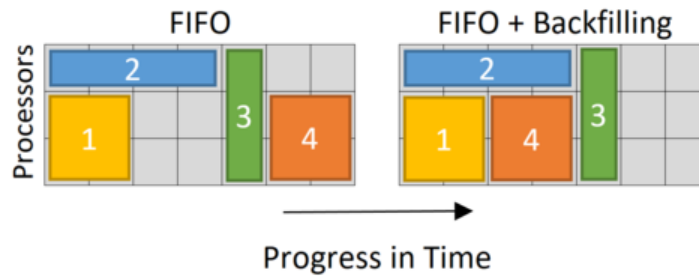 FIFO
FIFO + Backfilling
Processors
2
1
3
4
2
1
4
3
Progress in Time